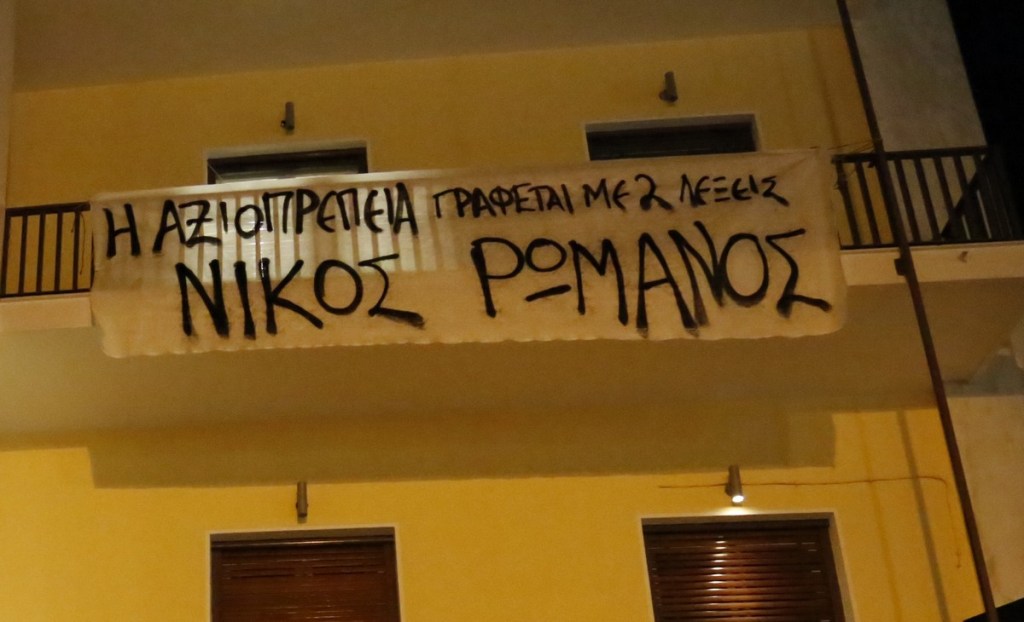 Η ΑΞΙΟΠΡΕΠΕΙΑ ΓΡΑΦΕΤΑΙ ΜΕ 2 ΛΕΞΕΙΣ
ΝΙΚΟΣ ΡΩΜΑΝΟΣ